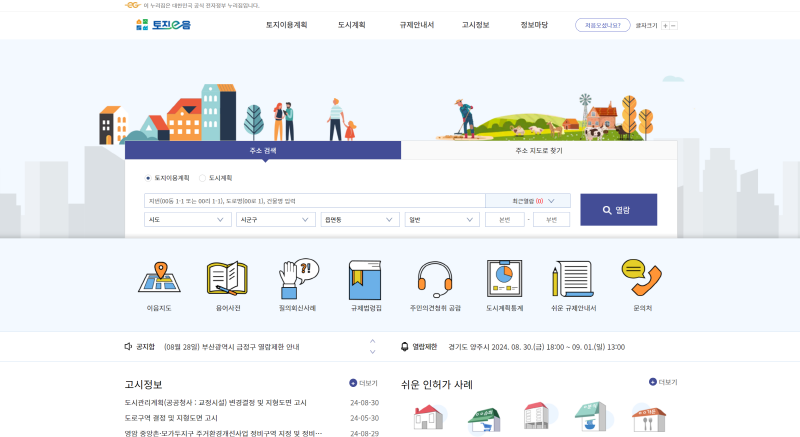 이 누리집은 대한민국 공식 전자정부 누리집입니다.
토지e음
토지이용계획 도시계획 규제안내서 고시정보 정보마당 처음오셨나요? 글자크기 + −
주소 검색 주소 지도로 찾기
토지이용계획 도시계획
지번(00동 1-1 또는 00리 1-1), 도로명(00로 1), 건물명 입력 최근열람 (0)
시도 시군구 읍면동 일반 본번 - 부번
열람
이음지도 용어사전 질의회신사례 규제법령집 주민의견청취 공람 도시계획통계 쉬운 규제안내서 문의처
공지창 (08월 28일) 부산광역시 금정구 열람제한 안내
열람제한 경기도 양주시 2024. 08. 30.(금) 18:00 ~ 09. 01.(일) 13:00
고시정보 더보기
도시관리계획(공공청사 : 교정시설) 변경결정 및 지형도면 고시 24-08-30
도로구역 결정 및 지형도면 고시 24-05-30
영암 중앙촌·모가두지구 주거환경개선사업 정비구역 지정 및 정비… 24-08-29
쉬운 인허가 사례 더보기